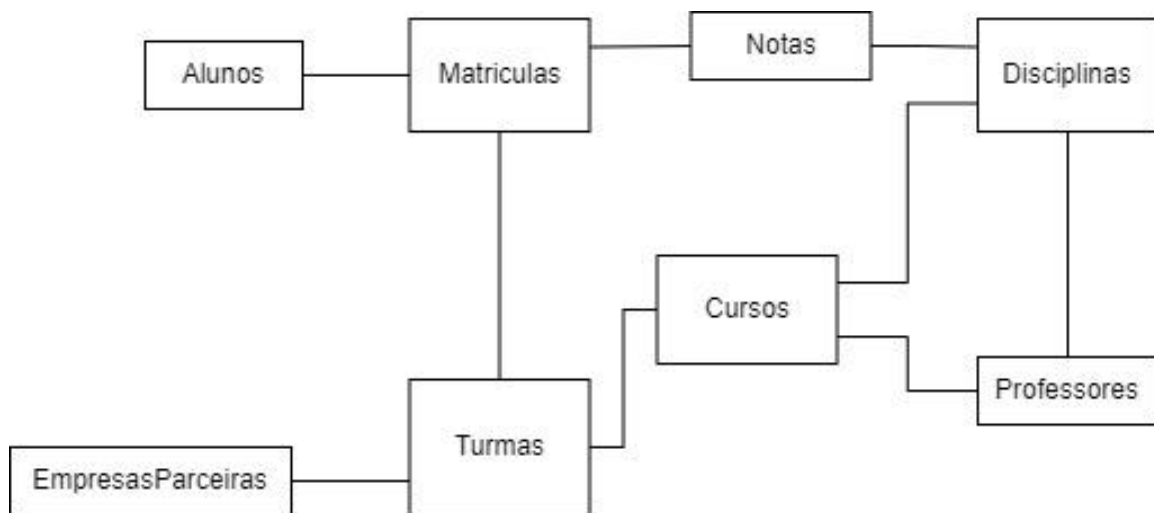 Alunos
Matriculas
Notas
Disciplinas
Cursos
Professores
Turmas
EmpresasParceiras